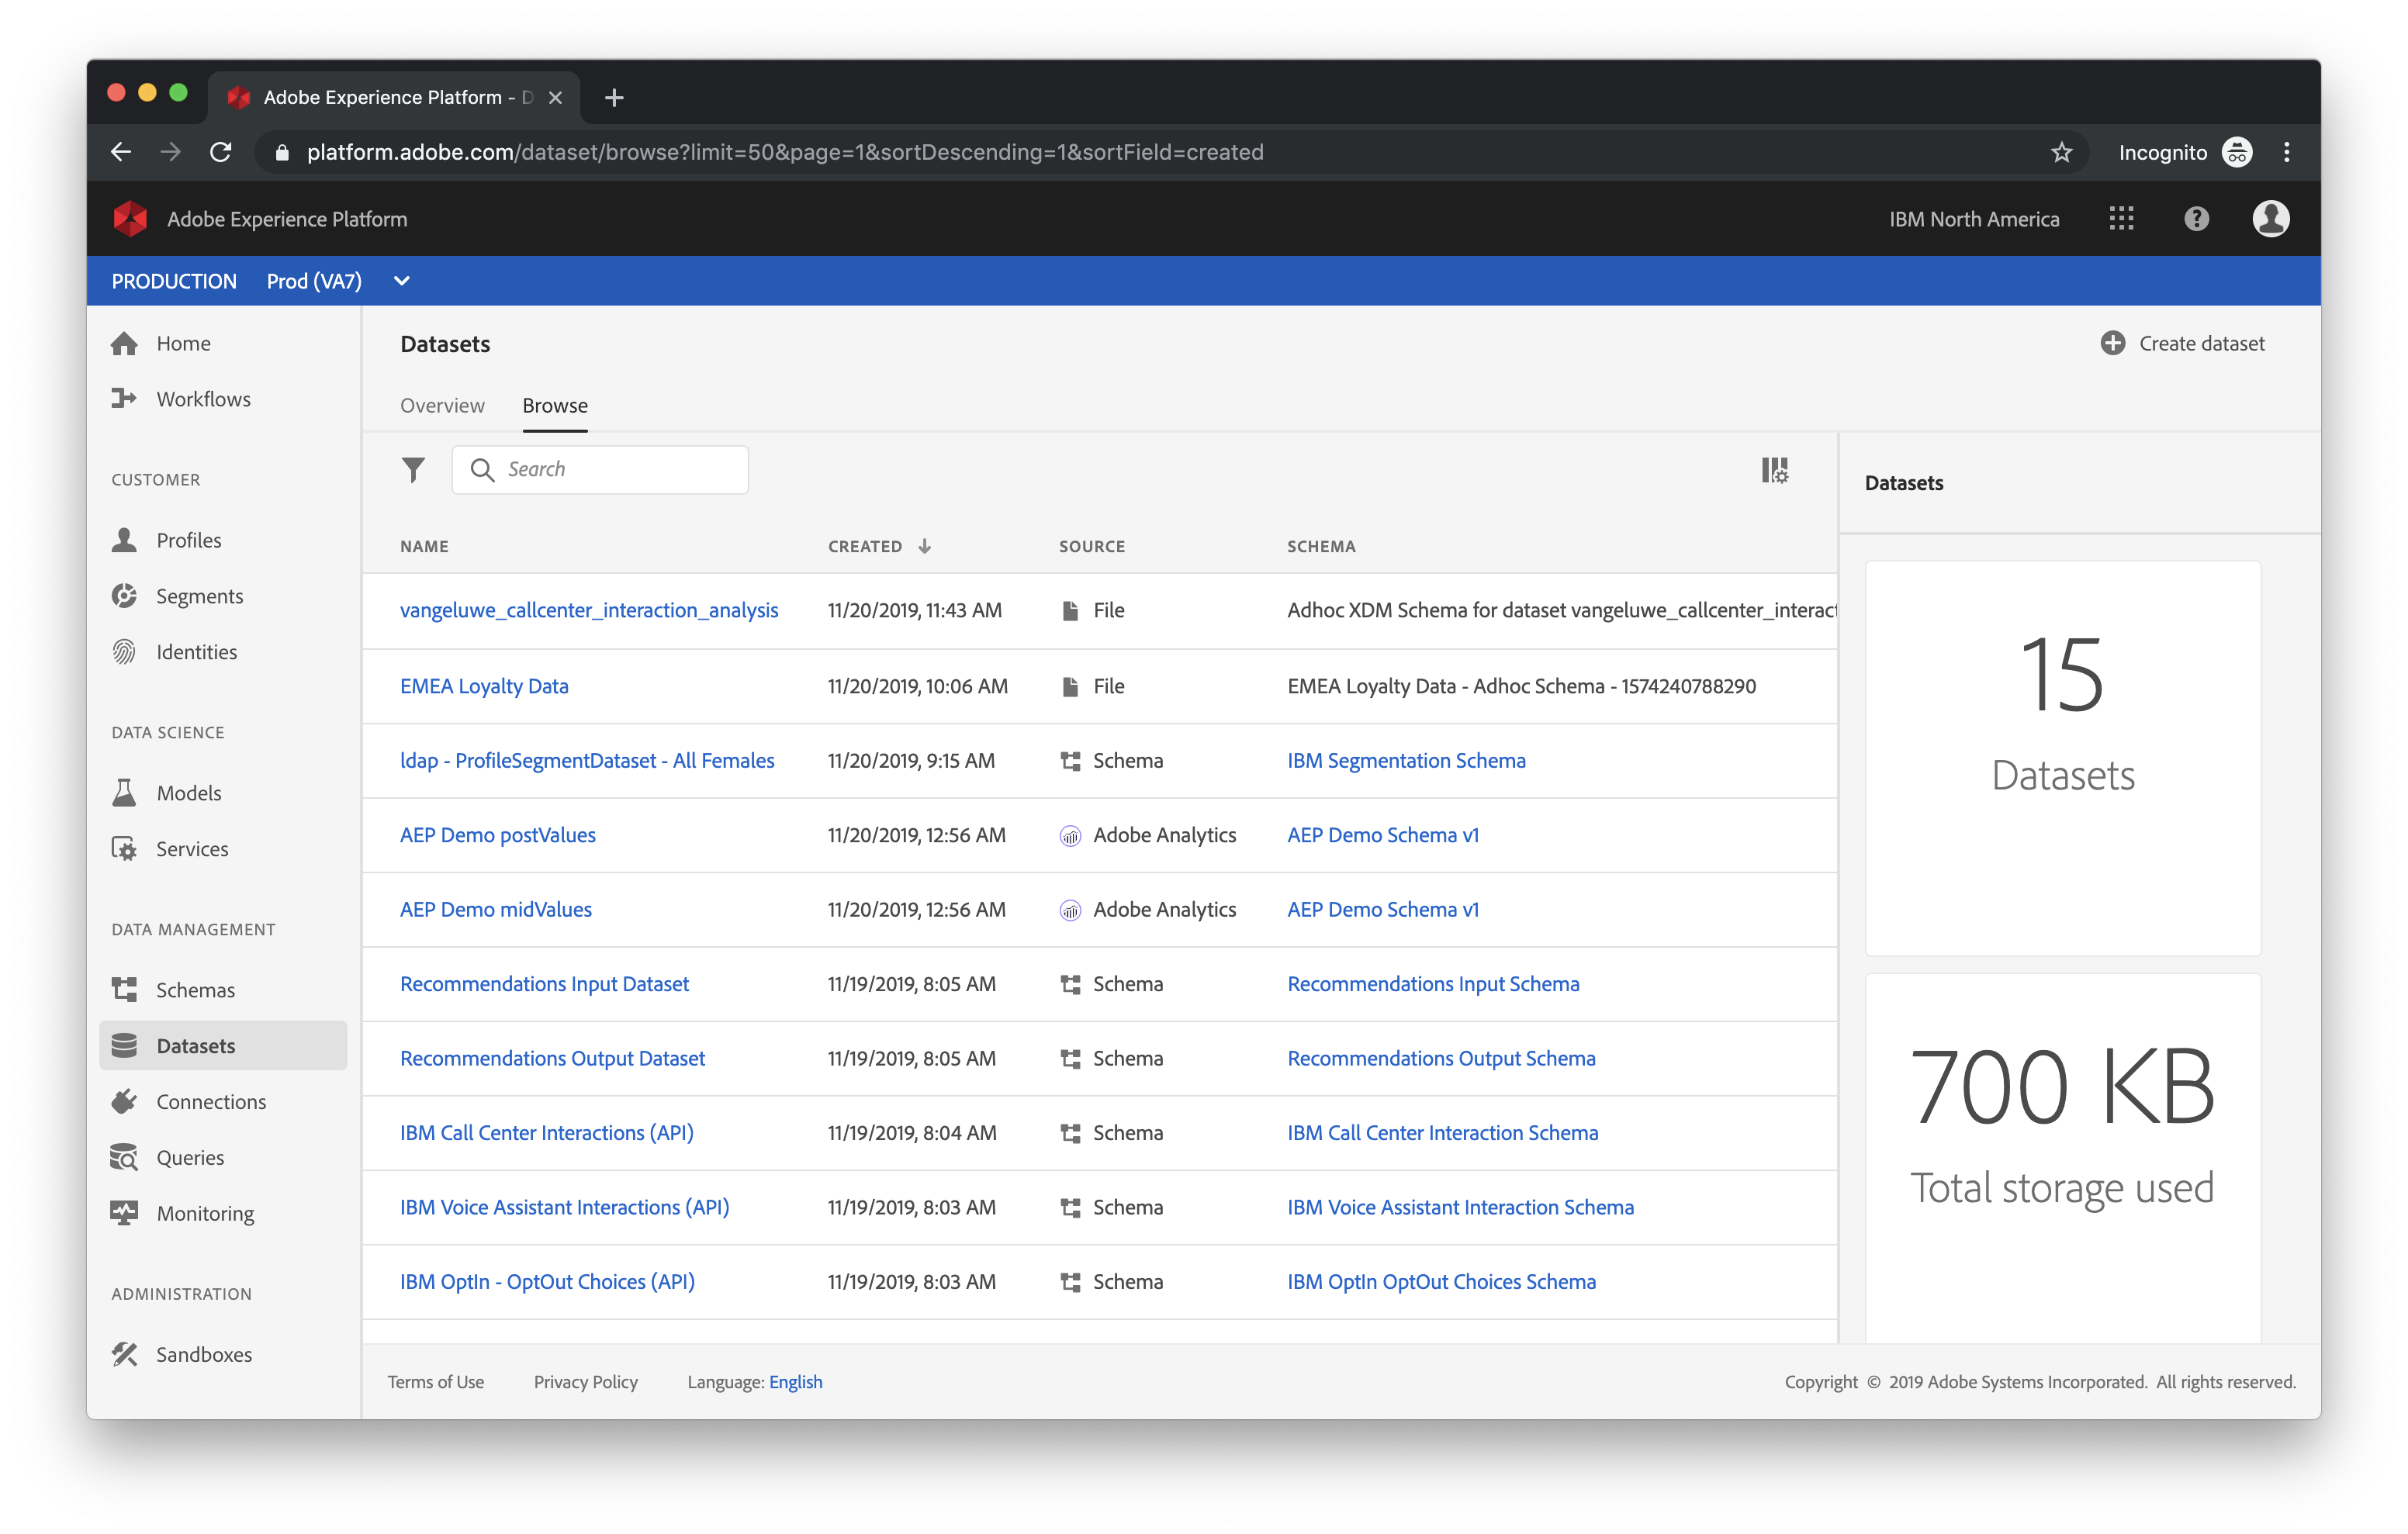 Adobe Experience Platform - D
platform.adobe.com/dataset/browse?limit=50&page=1&sortDescending=1&sortField=created
Incognito
Adobe Experience Platform
IBM North America
PRODUCTION Prod (VA7)
Home
Workflows
CUSTOMER
Profiles
Segments
Identities
DATA SCIENCE
Models
Services
DATA MANAGEMENT
Schemas
Datasets
Connections
Queries
Monitoring
ADMINISTRATION
Sandboxes
Datasets
Create dataset
Overview Browse
Search
NAME CREATED SOURCE SCHEMA
vangeluwe_callcenter_interaction_analysis 11/20/2019, 11:43 AM File Adhoc XDM Schema for dataset vangeluwe_callcenter_interact
EMEA Loyalty Data 11/20/2019, 10:06 AM File EMEA Loyalty Data - Adhoc Schema - 1574240788290
ldap - ProfileSegmentDataset - All Females 11/20/2019, 9:15 AM Schema IBM Segmentation Schema
AEP Demo postValues 11/20/2019, 12:56 AM Adobe Analytics AEP Demo Schema v1
AEP Demo midValues 11/20/2019, 12:56 AM Adobe Analytics AEP Demo Schema v1
Recommendations Input Dataset 11/19/2019, 8:05 AM Schema Recommendations Input Schema
Recommendations Output Dataset 11/19/2019, 8:05 AM Schema Recommendations Output Schema
IBM Call Center Interactions (API) 11/19/2019, 8:04 AM Schema IBM Call Center Interaction Schema
IBM Voice Assistant Interactions (API) 11/19/2019, 8:03 AM Schema IBM Voice Assistant Interaction Schema
IBM OptIn - OptOut Choices (API) 11/19/2019, 8:03 AM Schema IBM OptIn OptOut Choices Schema
Datasets
15
Datasets
700 KB
Total storage used
Terms of Use Privacy Policy Language: English
Copyright © 2019 Adobe Systems Incorporated. All rights reserved.